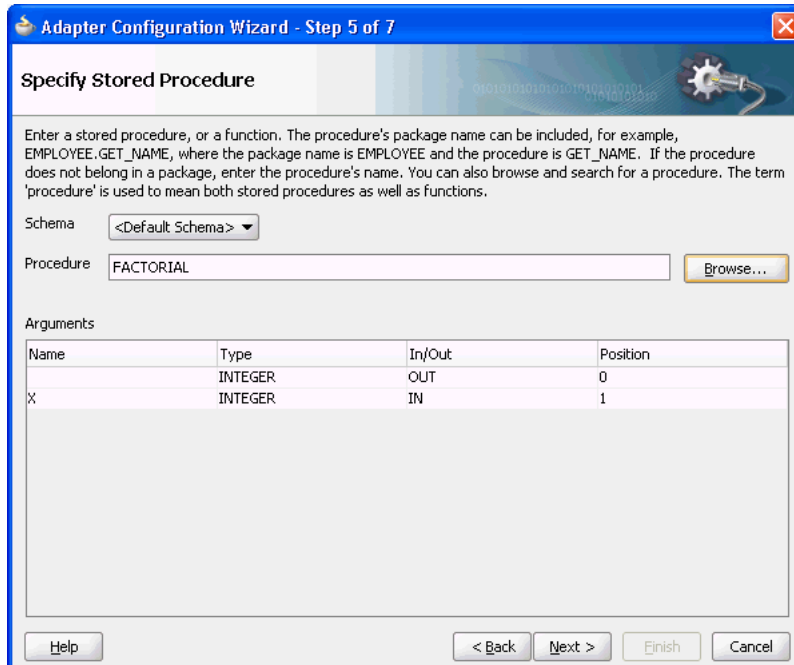 Adapter Configuration Wizard - Step 5 of 7
Specify Stored Procedure
Enter a stored procedure, or a function. The procedure's package name can be included, for example,
EMPLOYEE.GET_NAME, where the package name is EMPLOYEE and the procedure is GET_NAME. If the procedure
does not belong in a package, enter the procedure's name. You can also browse and search for a procedure. The term
'procedure' is used to mean both stored procedures as well as functions.
Schema <Default Schema>
Procedure FACTORIAL Browse...
Arguments
Name Type In/Out Position
INTEGER OUT 0
X INTEGER IN 1
Help < Back Next > Finish Cancel